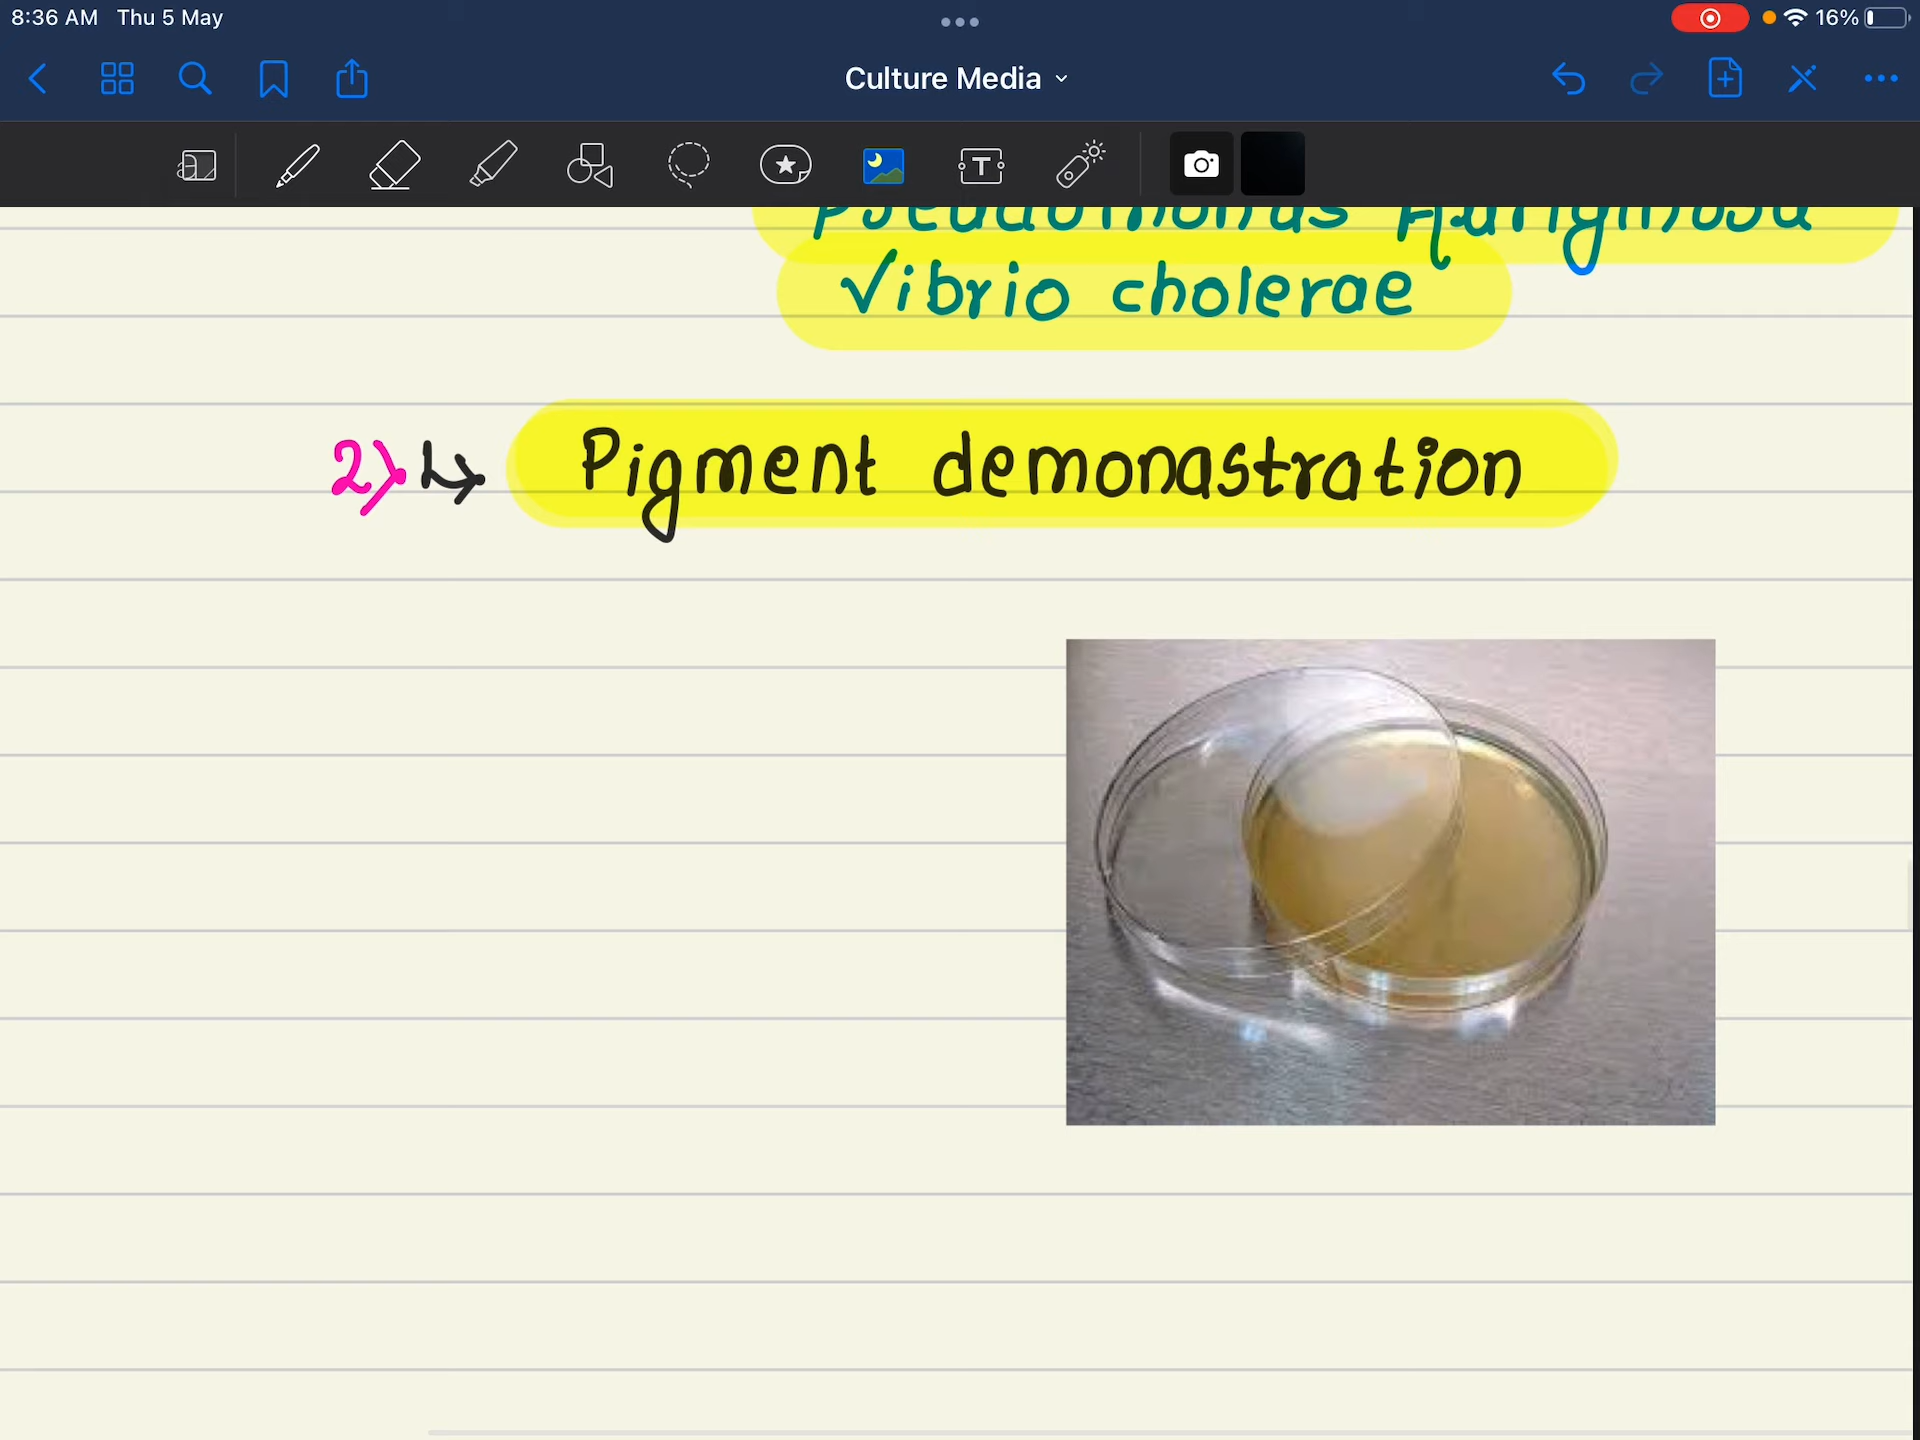 8:36 AM Thu 5 May
16%
Culture Media
T
Vibrio cholerae
2) Pigment demonastration